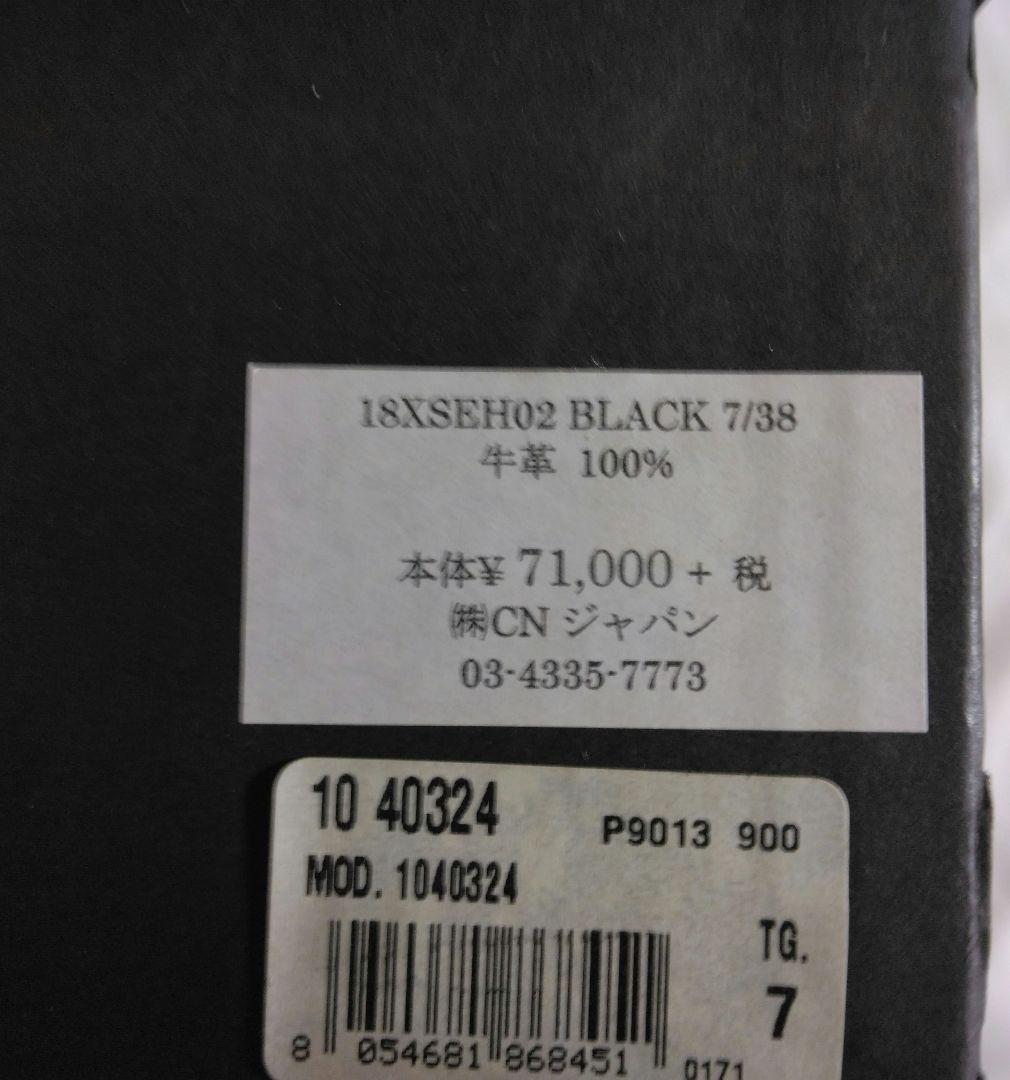 18XSEH02 BLACK 7/38
牛革 100%
本体¥ 71,000 + 税
㈱CN ジャパン
03-4335-7773
10 40324
P9013 900
MOD. 1040324
TG.
7
8 054681 868451
0171